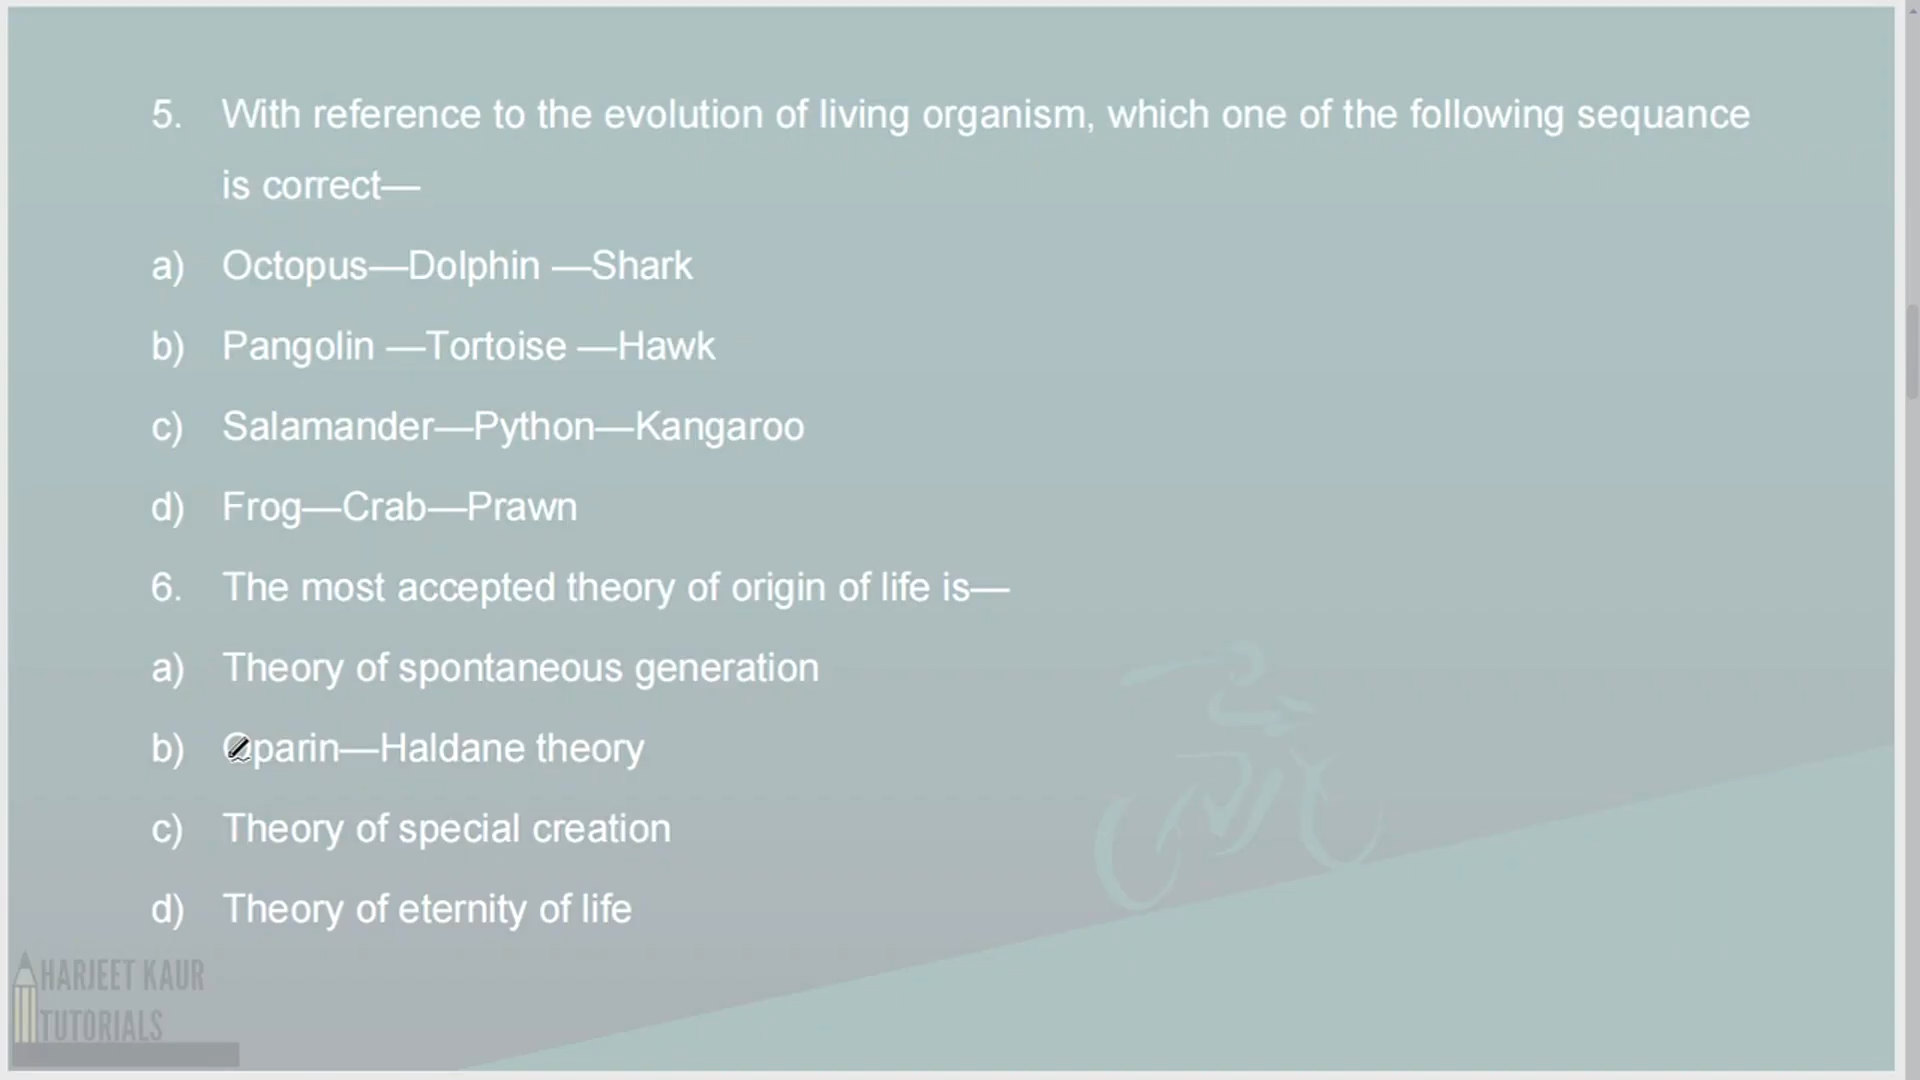 5. With reference to the evolution of living organism, which one of the following sequance
is correct—
a) Octopus—Dolphin —Shark
b) Pangolin —Tortoise —Hawk
c) Salamander—Python—Kangaroo
d) Frog—Crab—Prawn
6. The most accepted theory of origin of life is—
a) Theory of spontaneous generation
b) Oparin—Haldane theory
c) Theory of special creation
d) Theory of eternity of life
HARJEET KAUR
TUTORIALS